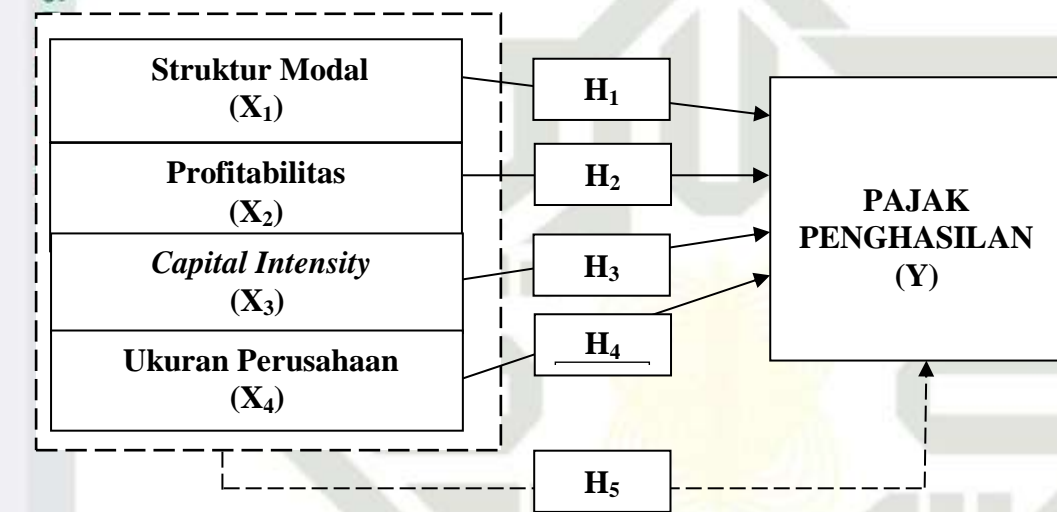 Struktur Modal
(X₁)
H₁
Profitabilitas
(X₂)
H₂
Capital Intensity
(X₃)
H₃
Ukuran Perusahaan
(X₄)
H₄
PAJAK
PENGHASILAN
(Y)
H₅